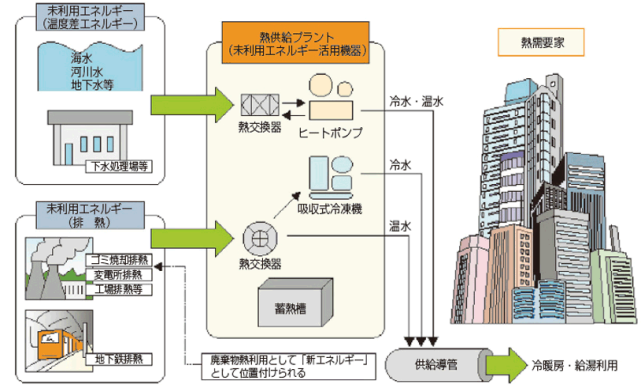 未利用エネルギー
(温度差エネルギー)
海水
河川水
地下水等
下水処理場等
未利用エネルギー
(排 熱)
ゴミ焼却排熱
変電所排熱
工場排熱等
地下鉄排熱
熱供給プラント
(未利用エネルギー活用機器)
熱交換器
ヒートポンプ
吸収式冷凍機
熱交換器
蓄熱槽
冷水・温水
冷水
温水
廃棄物熱利用として「新エネルギー」
として位置付けられる
熱需要家
供給導管
冷暖房・給湯利用